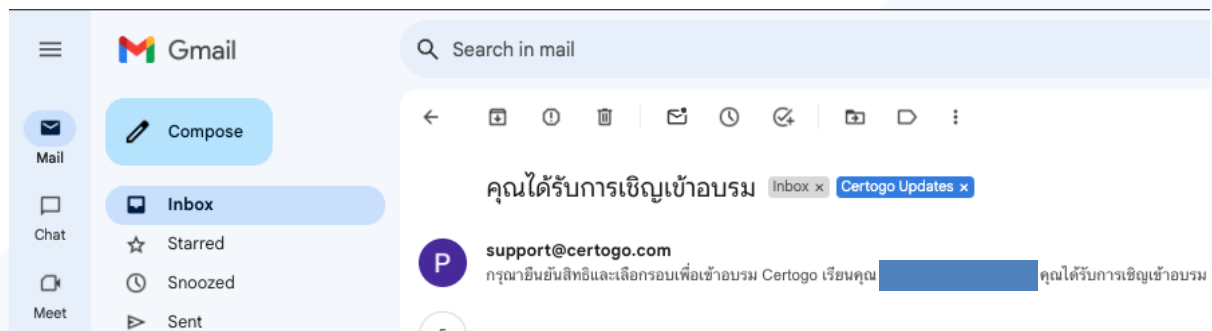 Gmail
Search in mail
Compose
Mail
คุณได้รับการเชิญเข้าอบรม Inbox × Certogo Updates ×
Inbox
Chat
Starred
support@certogo.com
P
กรุณายืนยันสิทธิและเลือกรอบเพื่อเข้าอบรม Certogo เรียนคุณ คุณได้รับการเชิญเข้าอบรม
Snoozed
Meet
Sent